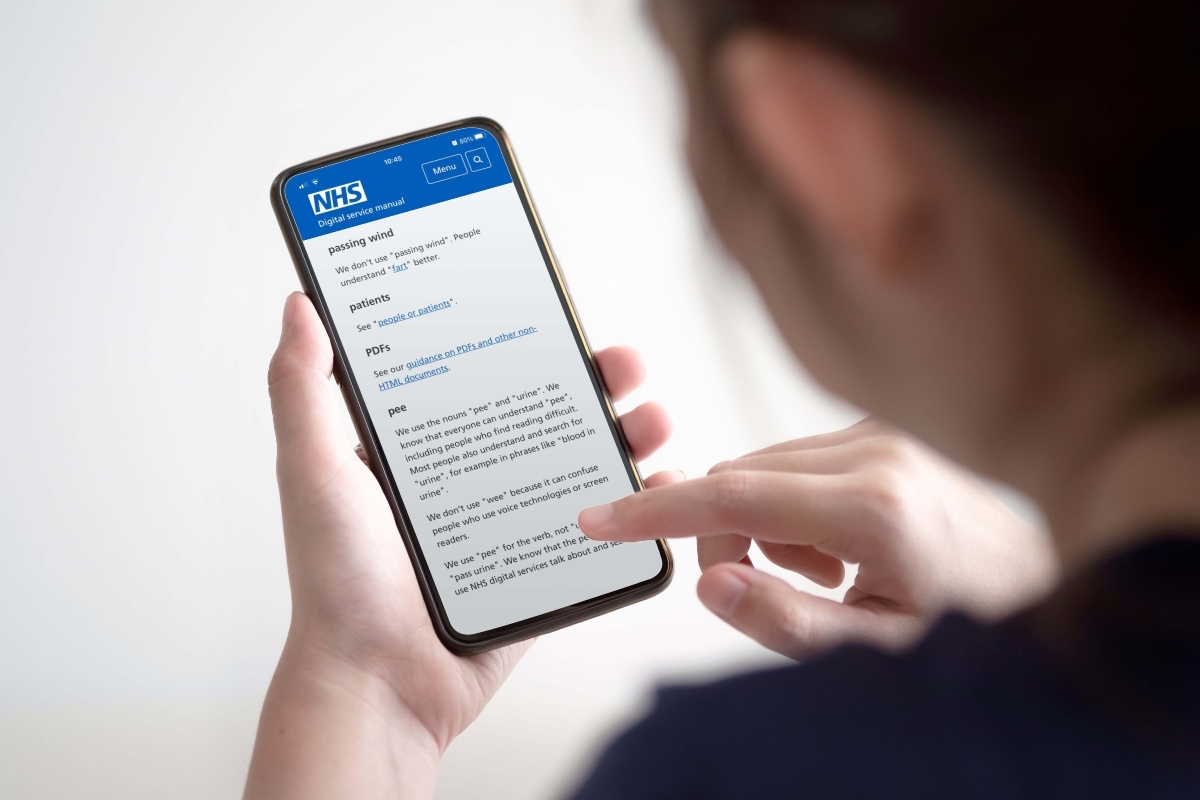 10:45
80%
NHS
Menu
Digital service manual
passing wind
We don't use "passing wind". People
understand "fart" better.
patients
See "people or patients".
PDFs
See our guidance on PDFs and other non-
HTML documents.
pee
We use the nouns "pee" and "urine". We
know that everyone can understand "pee",
including people who find reading difficult.
Most people also understand and search for
"urine", for example in phrases like "blood in
urine".
We don't use "wee" because it can confuse
people who use voice technologies or screen
readers.
We use "pee" for the verb, not
"pass urine". We know that the
use NHS digital services talk about and